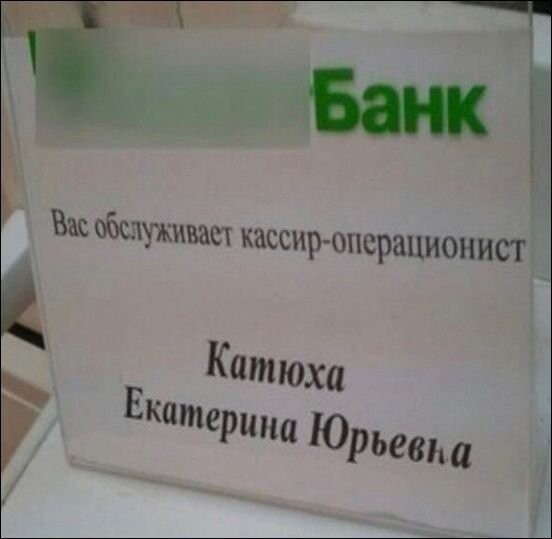 Банк
Вас обслуживает кассир-операционист
Катюха
Екатерина Юрьевна